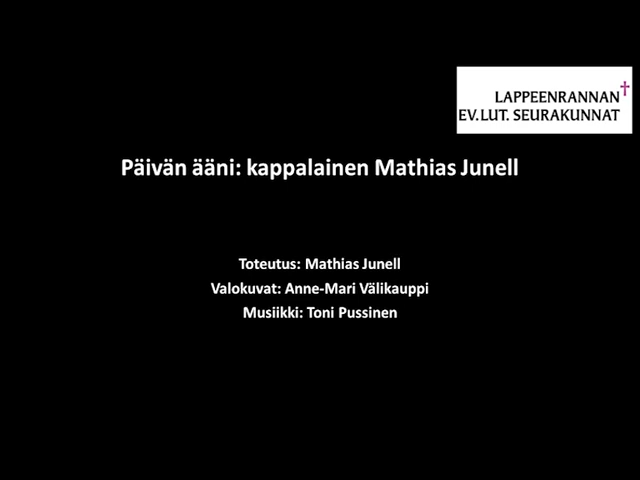 LAPPEENRANNAN
EV.LUT. SEURAKUNNAT
Päivän ääni: kappalainen Mathias Junell
Toteutus: Mathias Junell
Valokuvat: Anne-Mari Välikauppi
Musiikki: Toni Pussinen